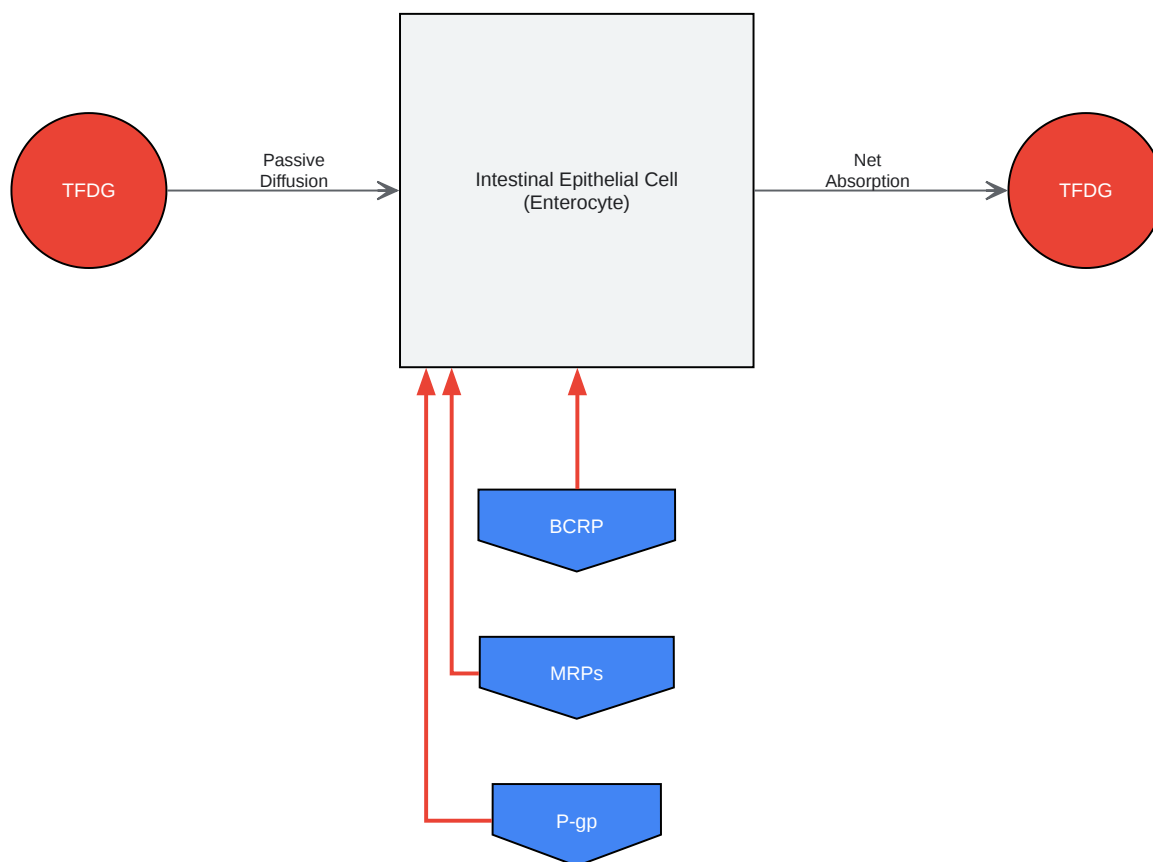 TFDG
Passive
Diffusion
Intestinal Epithelial Cell
(Enterocyte)
Net
Absorption
TFDG
BCRP
MRPs
P-gp